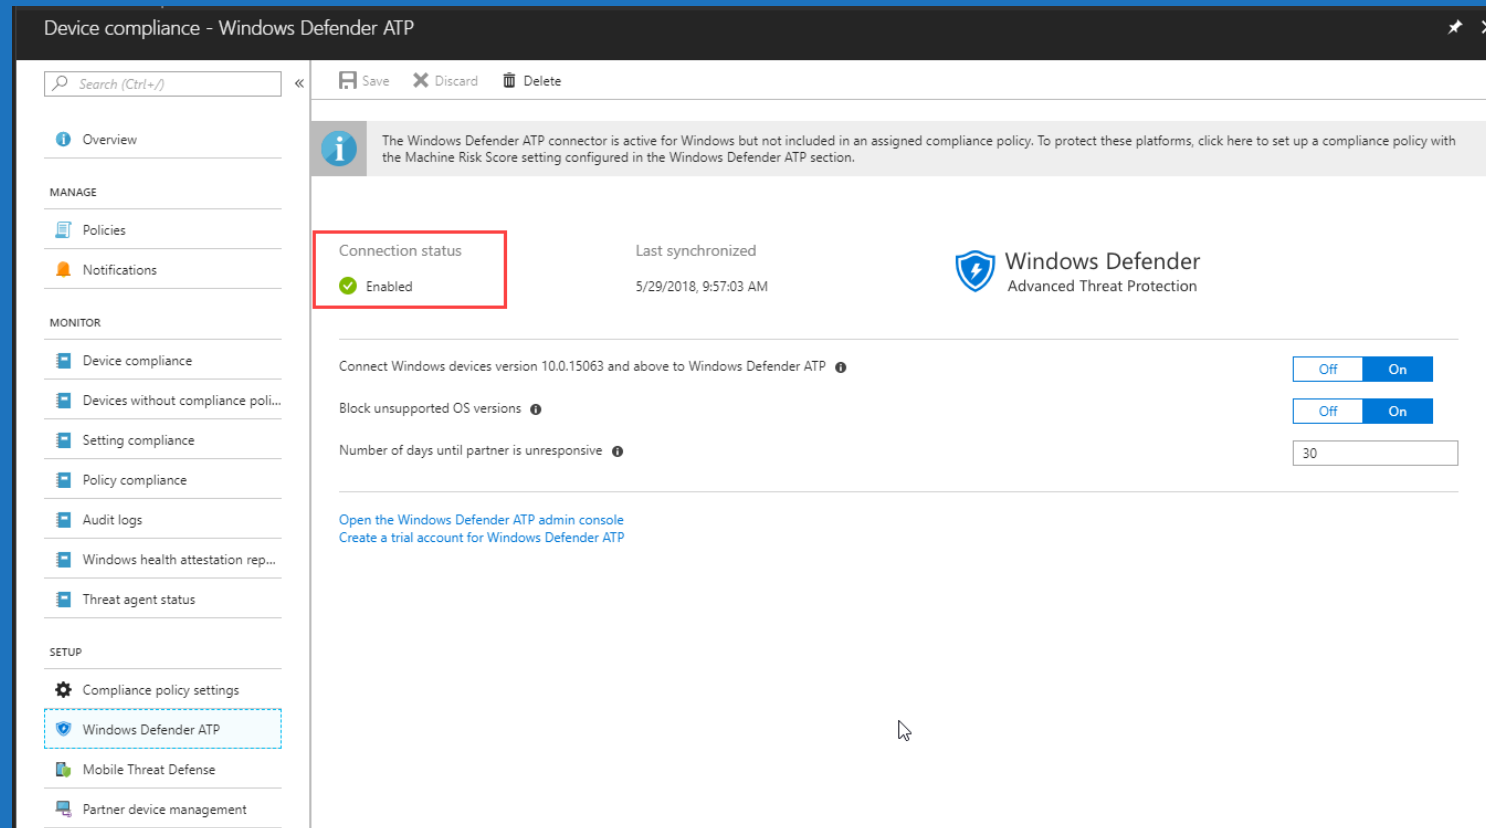 Device compliance - Windows Defender ATP
Search (Ctrl+/)
«
Save
Discard
Delete
Overview
The Windows Defender ATP connector is active for Windows but not included in an assigned compliance policy. To protect these platforms, click here to set up a compliance policy with
the Machine Risk Score setting configured in the Windows Defender ATP section.
MANAGE
Policies
Notifications
Connection status
Enabled
Last synchronized
5/29/2018, 9:57:03 AM
Windows Defender
Advanced Threat Protection
MONITOR
Device compliance
Devices without compliance poli...
Setting compliance
Policy compliance
Audit logs
Windows health attestation rep...
Threat agent status
Connect Windows devices version 10.0.15063 and above to Windows Defender ATP
Off On
Block unsupported OS versions
Off On
Number of days until partner is unresponsive
30
Open the Windows Defender ATP admin console
Create a trial account for Windows Defender ATP
SETUP
Compliance policy settings
Windows Defender ATP
Mobile Threat Defense
Partner device management